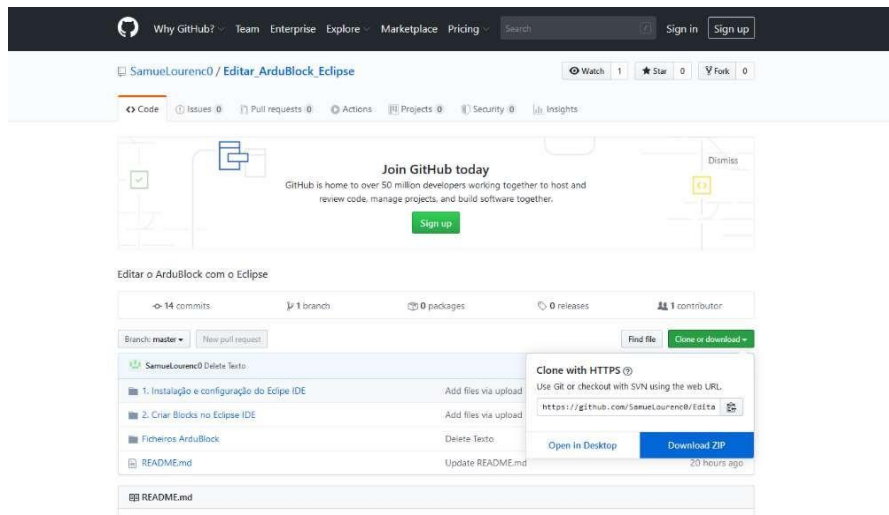 Why GitHub? Team Enterprise Explore Marketplace Pricing Search / Sign in Sign up
SamueLourenc0 / Editar_ArduBlock_Eclipse Watch 1 Star 0 Fork 0
Code Issues 0 Pull requests 0 Actions Projects 0 Security 0 Insights
Dismiss
Join GitHub today
GitHub is home to over 50 million developers working together to host and
review code, manage projects, and build software together.
Sign up
Editar o ArduBlock com o Eclipse
14 commits 1 branch 0 packages 0 releases 1 contributor
Branch: master New pull request Find file Clone or download
SamueLourenc0 Delete Texto
1. Instalação e configuração do Eclipe IDE Add files via upload
2. Criar Blocks no Eclipse IDE Add files via upload
Ficheiros ArduBlock Delete Texto
README.md Update README.md 20 hours ago
Clone with HTTPS
Use Git or checkout with SVN using the web URL.
https://github.com/SamueLourenc0/Edita
Open in Desktop Download ZIP
README.md